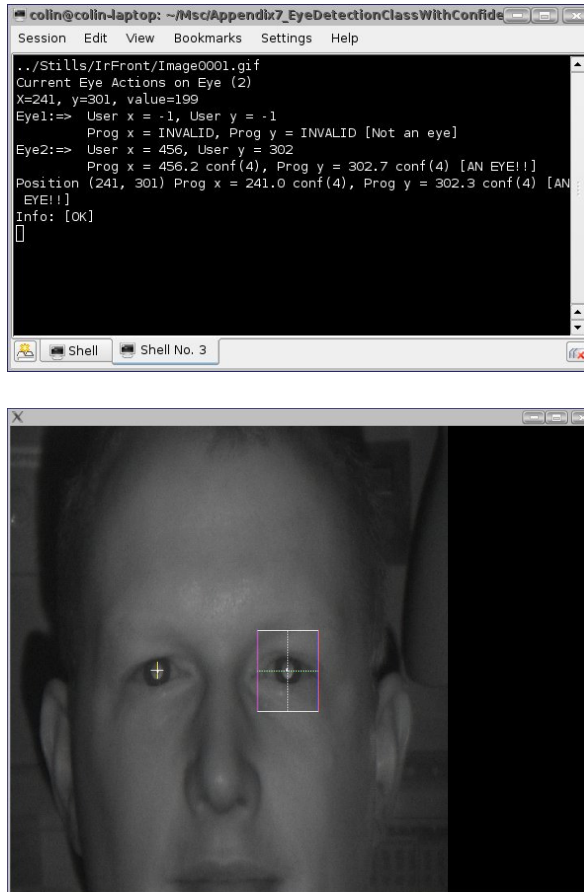 colin@colin-laptop: ~/Msc/Appendix7_EyeDetectionClassWithConfide
Session Edit View Bookmarks Settings Help
../Stills/IrFront/Image0001.gif
Current Eye Actions on Eye (2)
X=241, y=301, value=199
Eye1:=> User x = -1, User y = -1
Prog x = INVALID, Prog y = INVALID [Not an eye]
Eye2:=> User x = 456, User y = 302
Prog x = 456.2 conf(4), Prog y = 302.7 conf(4) [AN EYE!!]
Position (241, 301) Prog x = 241.0 conf(4), Prog y = 302.3 conf(4) [AN
EYE!!]
Info: [OK]
Shell Shell No. 3